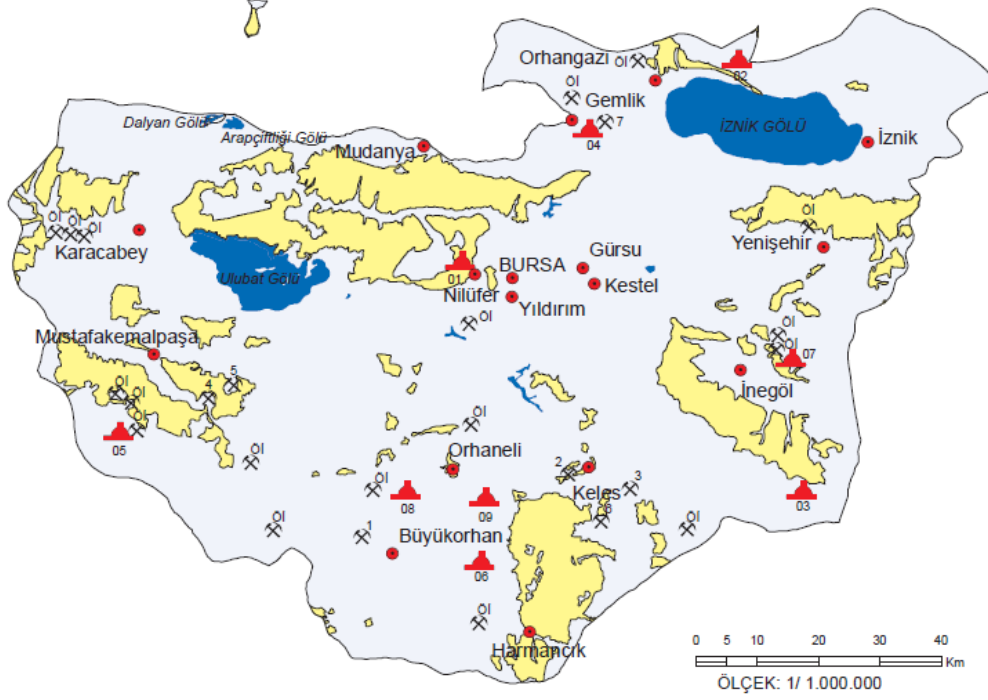 Orhangazi
Öl
02
Öl
Gemlik
7
04
İZNİK GÖLÜ
İznik
Dalyan Gölü
Arapçiftliği Gölü
Mudanya
Öl
Öl
Öl
Karacabey
Öl
Yenişehir
Ulubat Gölü
01
Nilüfer
BURSA
Gürsu
Kestel
Yıldırım
Öl
Mustafakemalpaşa
Öl
Öl
07
İnegöl
5
4
Öl
Öl
Öl
05
Öl
Öl
Orhaneli
2
Keles
3
Öl
08
09
03
6
Öl
Öl
1
Büyükorhan
06
Öl
Harmancık
0 5 10 20 30 40
Km
ÖLÇEK: 1/ 1.000.000